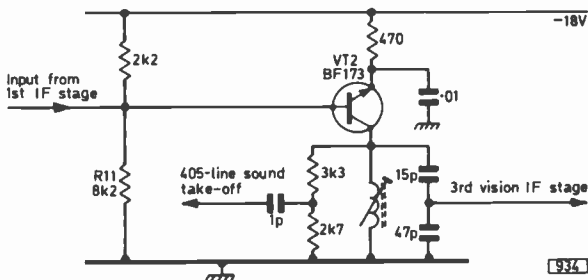 -18V
470
2k2
VT2
BF173
Input from
1st IF stage
·01
R11
8k2
405-line sound
take-off
3k3
15p
3rd vision IF stage
1p
2k7
47p
934